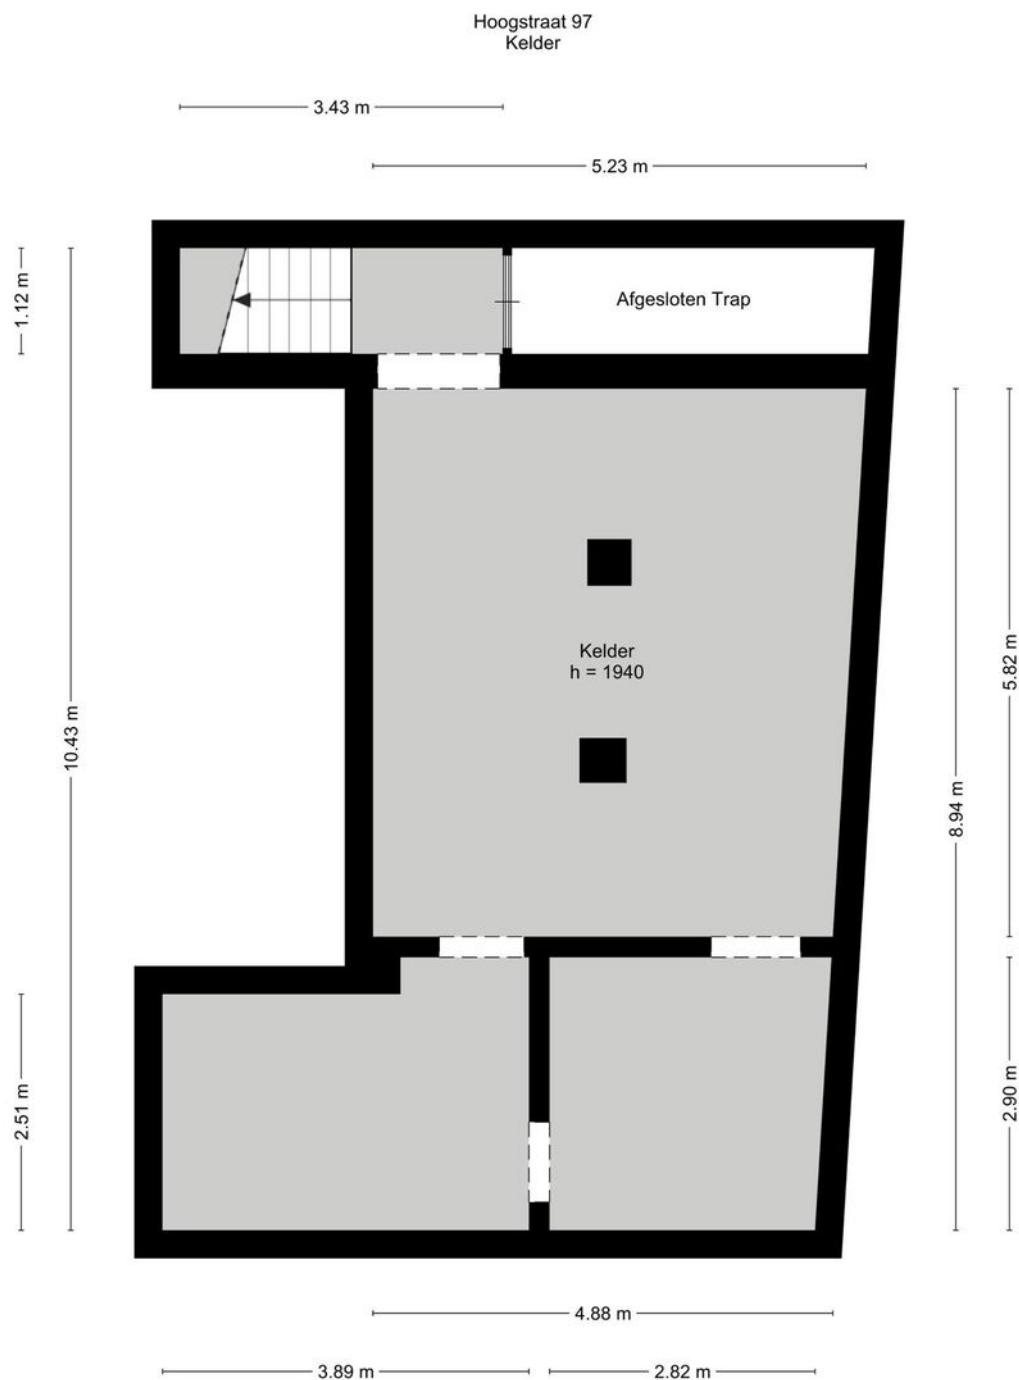 Hoogstraat 97
Kelder
3.43 m
5.23 m
1.12 m
Afgesloten Trap
5.82 m
Kelder
h = 1940
10.43 m
8.94 m
2.51 m
2.90 m
4.88 m
3.89 m
2.82 m